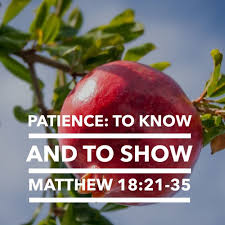 PATIENCE: TO KNOW
AND TO SHOW
MATTHEW 18:21-35